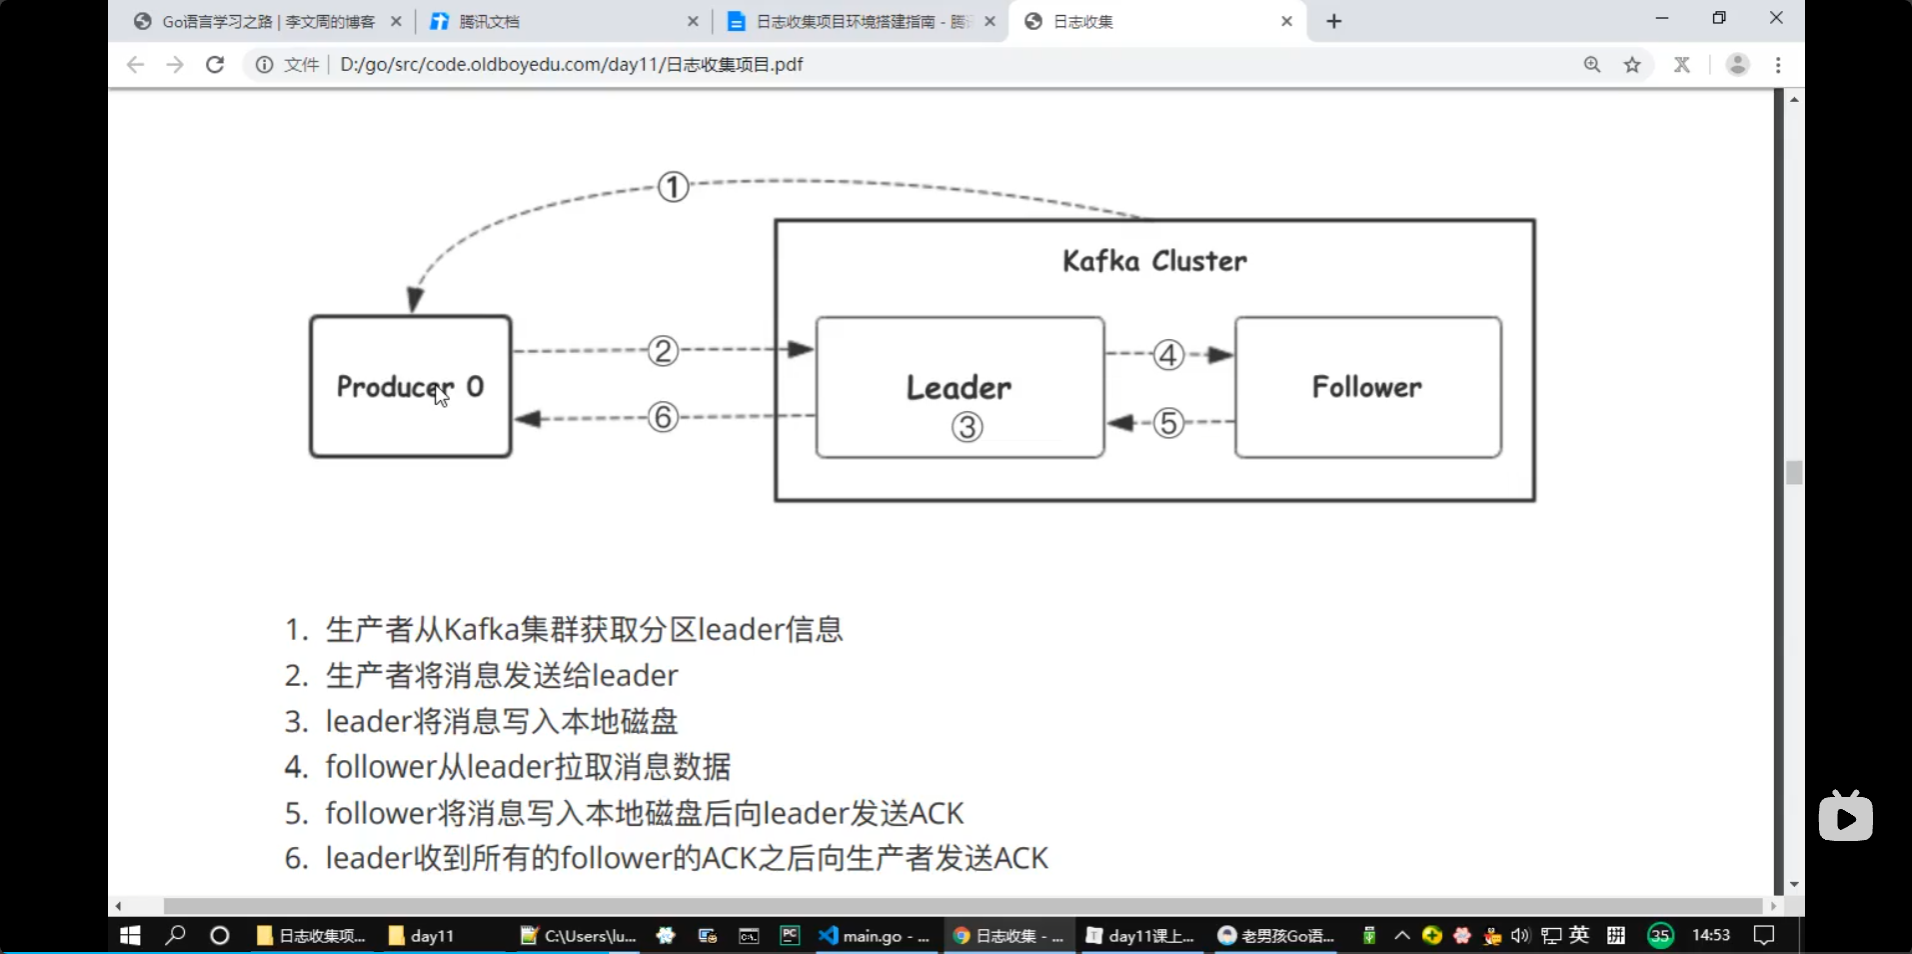 Go语言学习之路 | 李文周的博客
腾讯文档
日志收集项目环境搭建指南 - 腾
日志收集
文件
D:/go/src/code.oldboyedu.com/day11/日志收集项目.pdf
①
Kafka Cluster
②
④
Producer 0
Leader
Follower
③
⑥
⑤
1. 生产者从Kafka集群获取分区leader信息
2. 生产者将消息发送给leader
3. leader将消息写入本地磁盘
4. follower从leader拉取消息数据
5. follower将消息写入本地磁盘后向leader发送ACK
6. leader收到所有的follower的ACK之后向生产者发送ACK
日志收集项...
day11
C:\Users\lu...
PC
main.go - ...
日志收集 - ...
day11课上...
老男孩Go语...
英
拼
35
14:53